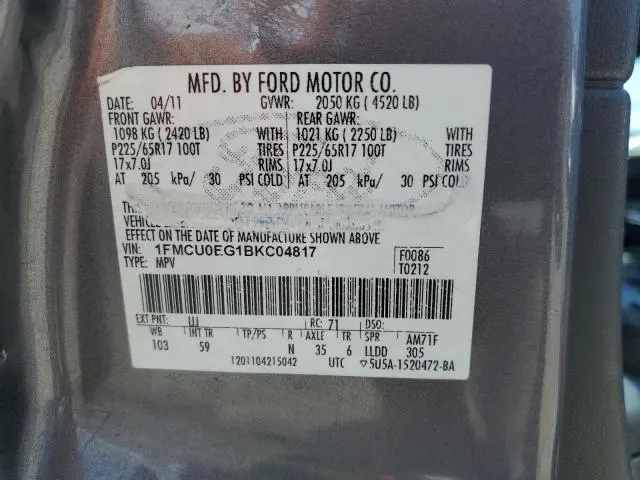 MFD. BY FORD MOTOR CO.
DATE: 04/11 GVWR: 2050 KG ( 4520 LB)
FRONT GAWR: REAR GAWR:
1098 KG ( 2420 LB) WITH 1021 KG ( 2250 LB) WITH
P225/65R17 100T TIRES P225/65R17 100T TIRES
17x7.0J RIMS 17x7.0J RIMS
AT 205 kPa/ 30 PSI COLD AT 205 kPa/ 30 PSI COLD
THIS
VEHICLE
EFFECT ON THE DATE OF MANUFACTURE SHOWN ABOVE.
VIN: 1FMCU0EG1BKC04817 F0086
TYPE: MPV T0212
EXT PNT: UJ RC: 71 DSO:
WB INT TR TP/PS R AXLE TR SPR AM71F
103 59 N 35 6 LLDD 305
1201104215042 UTC ▽5U5A-1520472-BA